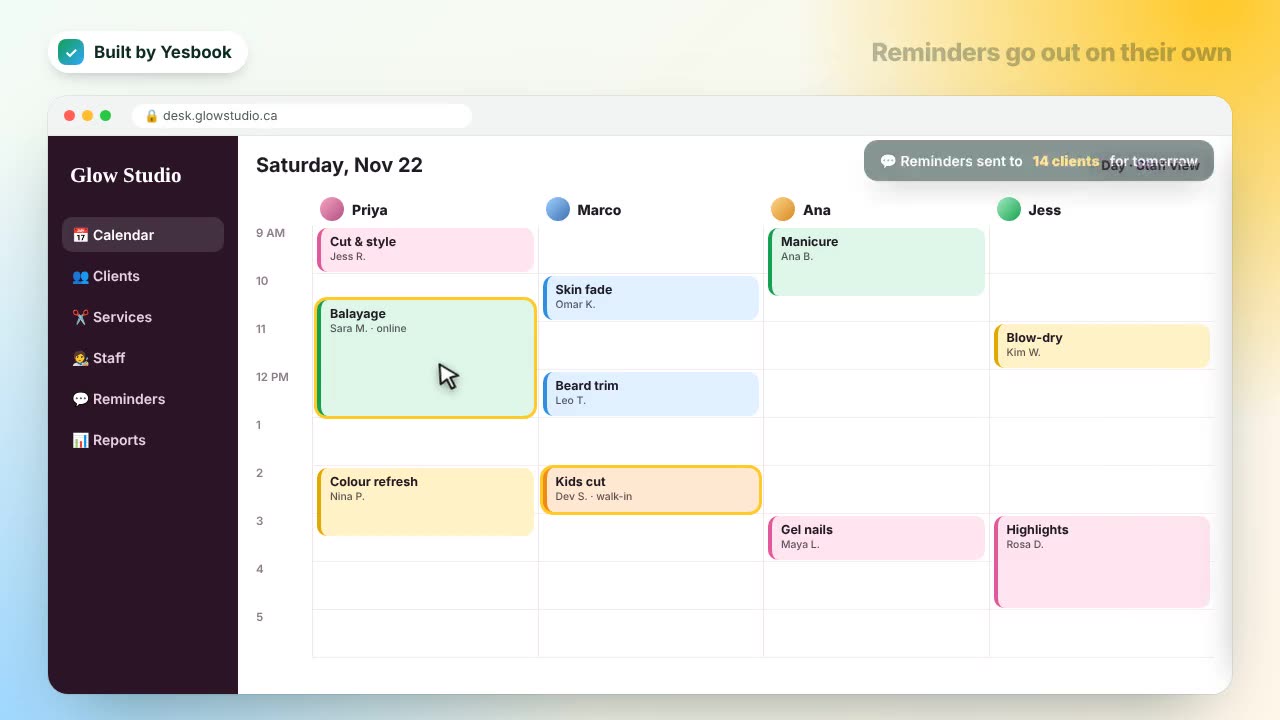 Built by Yesbook
Reminders go out on their own
desk.glowstudio.ca
Glow Studio
Calendar
Clients
Services
Staff
Reminders
Reports
Saturday, Nov 22
Reminders sent to 14 clients for tomorrow
Day · Staff view
Priya
Marco
Ana
Jess
9 AM
10
11
12 PM
1
2
3
4
5
Cut & style
Jess R.
Balayage
Sara M. · online
Colour refresh
Nina P.
Skin fade
Omar K.
Beard trim
Leo T.
Kids cut
Dev S. · walk-in
Manicure
Ana B.
Gel nails
Maya L.
Blow-dry
Kim W.
Highlights
Rosa D.